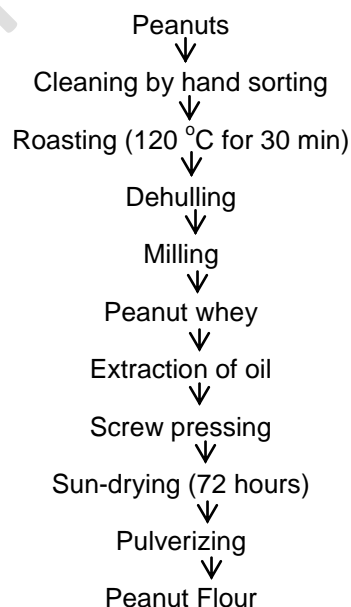 Peanuts
Cleaning by hand sorting
Roasting (120 °C for 30 min)
Dehulling
Milling
Peanut whey
Extraction of oil
Screw pressing
Sun-drying (72 hours)
Pulverizing
Peanut Flour